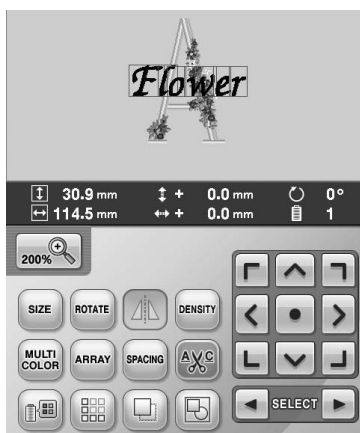 A
Flower
30.9 mm + 0.0 mm 0°
114.5 mm + 0.0 mm 1
200%
SIZE ROTATE DENSITY
MULTI COLOR ARRAY SPACING A C
SELECT